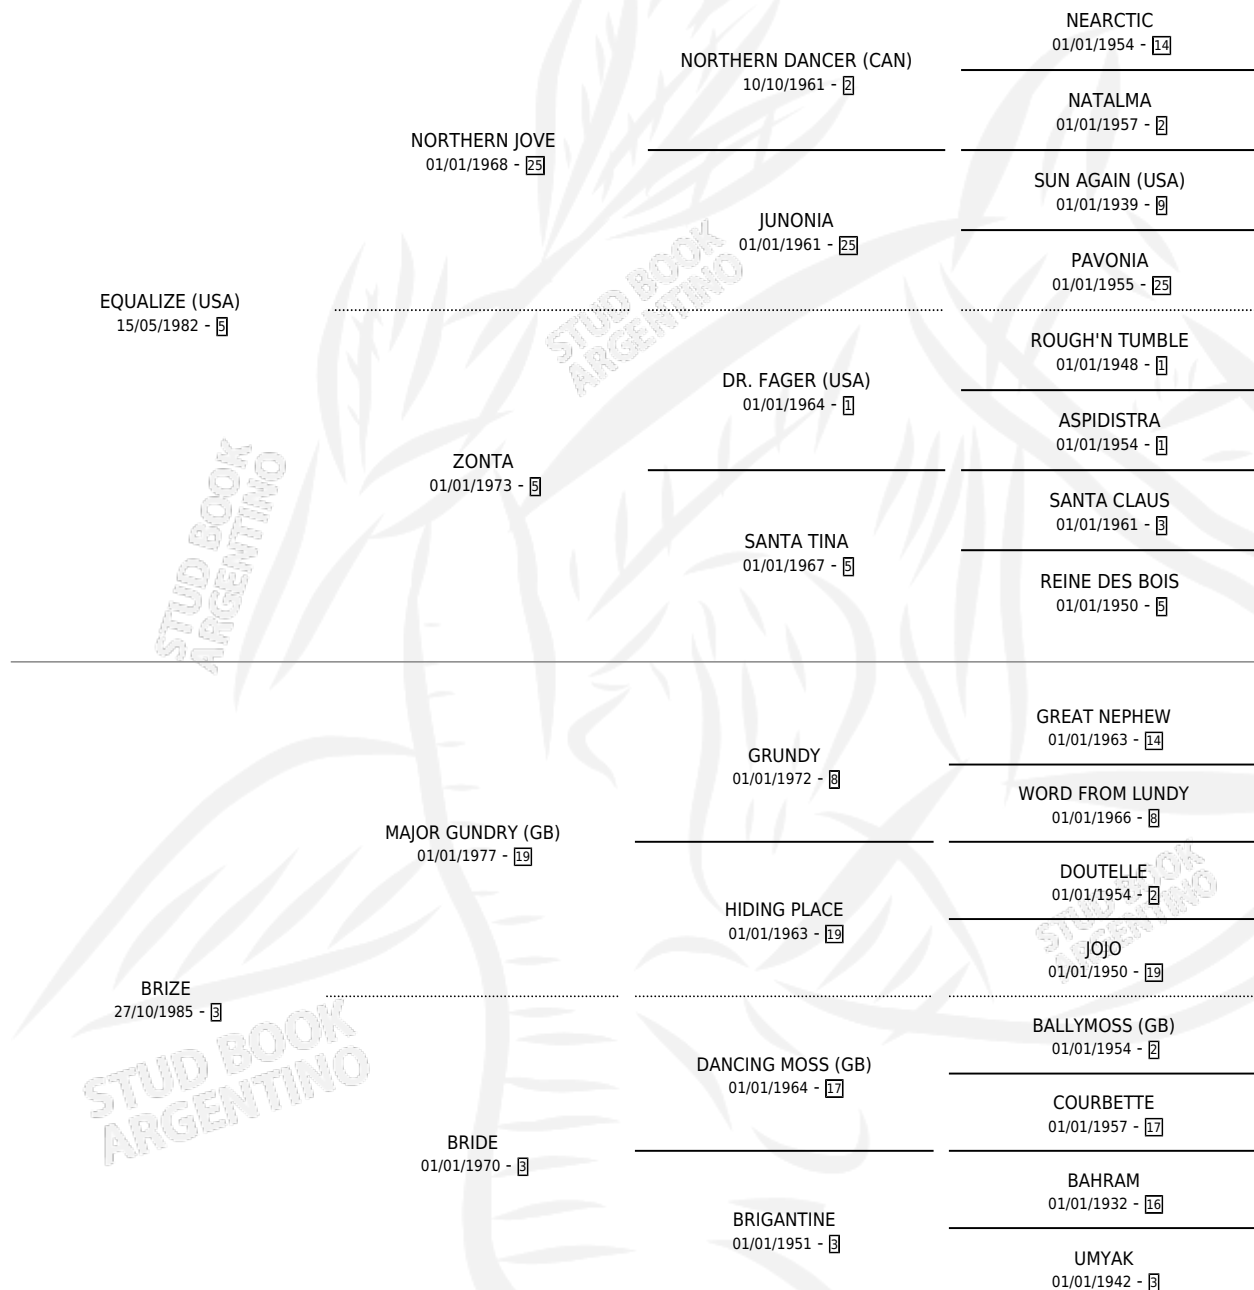 NEARCTIC
01/01/1954 - 14
NORTHERN DANCER (CAN)
10/10/1961 - 2
NATALMA
01/01/1957 - 2
NORTHERN JOVE
01/01/1968 - 25
SUN AGAIN (USA)
01/01/1939 - 9
JUNONIA
01/01/1961 - 25
PAVONIA
01/01/1955 - 25
EQUALIZE (USA)
15/05/1982 - 5
STUD BOOK
ARGENTINO
ROUGH'N TUMBLE
01/01/1948 - 1
DR. FAGER (USA)
01/01/1964 - 1
ASPIDISTRA
01/01/1954 - 1
ZONTA
01/01/1973 - 5
SANTA CLAUS
01/01/1961 - 3
SANTA TINA
01/01/1967 - 5
REINE DES BOIS
01/01/1950 - 5
STUD BOOK
ARGENTINO
GREAT NEPHEW
01/01/1963 - 14
GRUNDY
01/01/1972 - 8
WORD FROM LUNDY
01/01/1966 - 8
MAJOR GUNDRY (GB)
01/01/1977 - 19
DOUTELLE
01/01/1954 - 2
HIDING PLACE
01/01/1963 - 19
STUD BOOK
ARGENTINO
JOJO
01/01/1950 - 19
BRIZE
27/10/1985 - 3
BALLYMOSS (GB)
01/01/1954 - 2
DANCING MOSS (GB)
01/01/1964 - 17
STUD BOOK
ARGENTINO
COURBETTE
01/01/1957 - 17
BRIDE
01/01/1970 - 3
BAHRAM
01/01/1932 - 16
BRIGANTINE
01/01/1951 - 3
UMYAK
01/01/1942 - 3